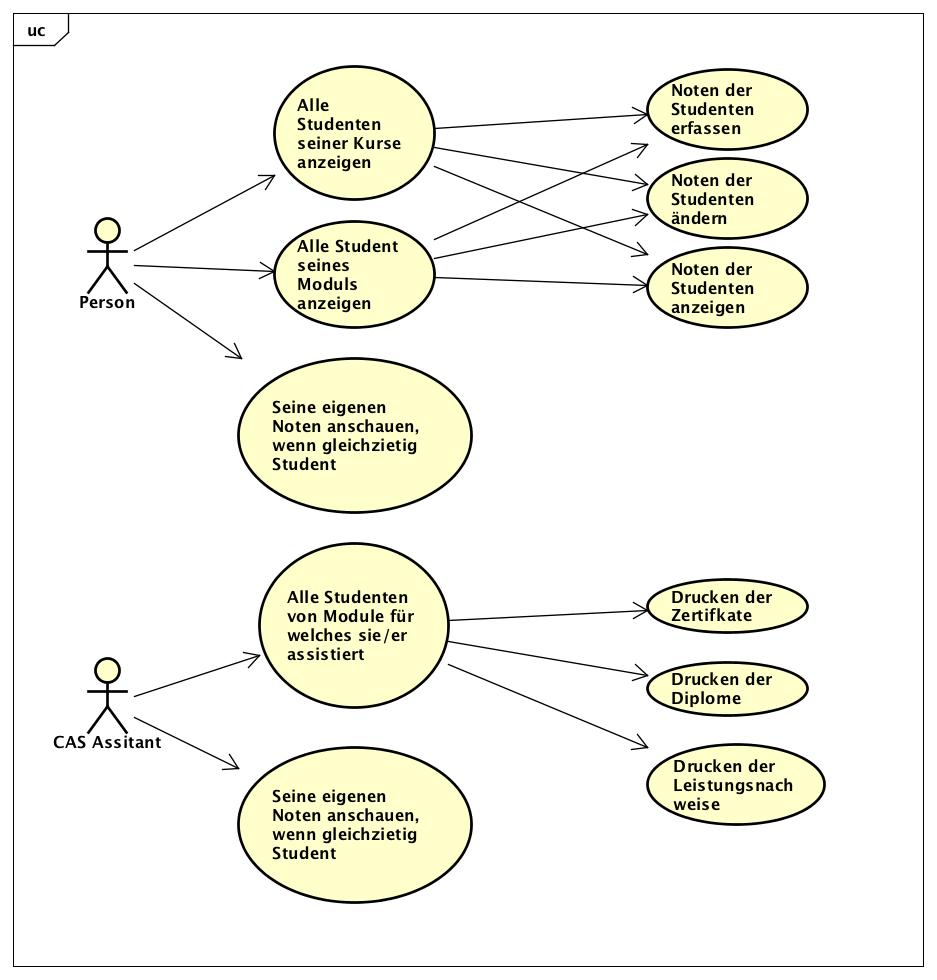 uc
Alle
Studenten
seiner Kurse
anzeigen
Noten der
Studenten
erfassen
Noten der
Studenten
ändern
Alle Student
seines
Moduls
anzeigen
Noten der
Studenten
anzeigen
Person
Seine eigenen
Noten anschauen,
wenn gleichzietig
Student
Alle Studenten
von Module für
welches sie/er
assistiert
Drucken der
Zertifkate
Drucken der
Diplome
CAS Assitant
Drucken der
Leistungsnach
weise
Seine eigenen
Noten anschauen,
wenn gleichzietig
Student